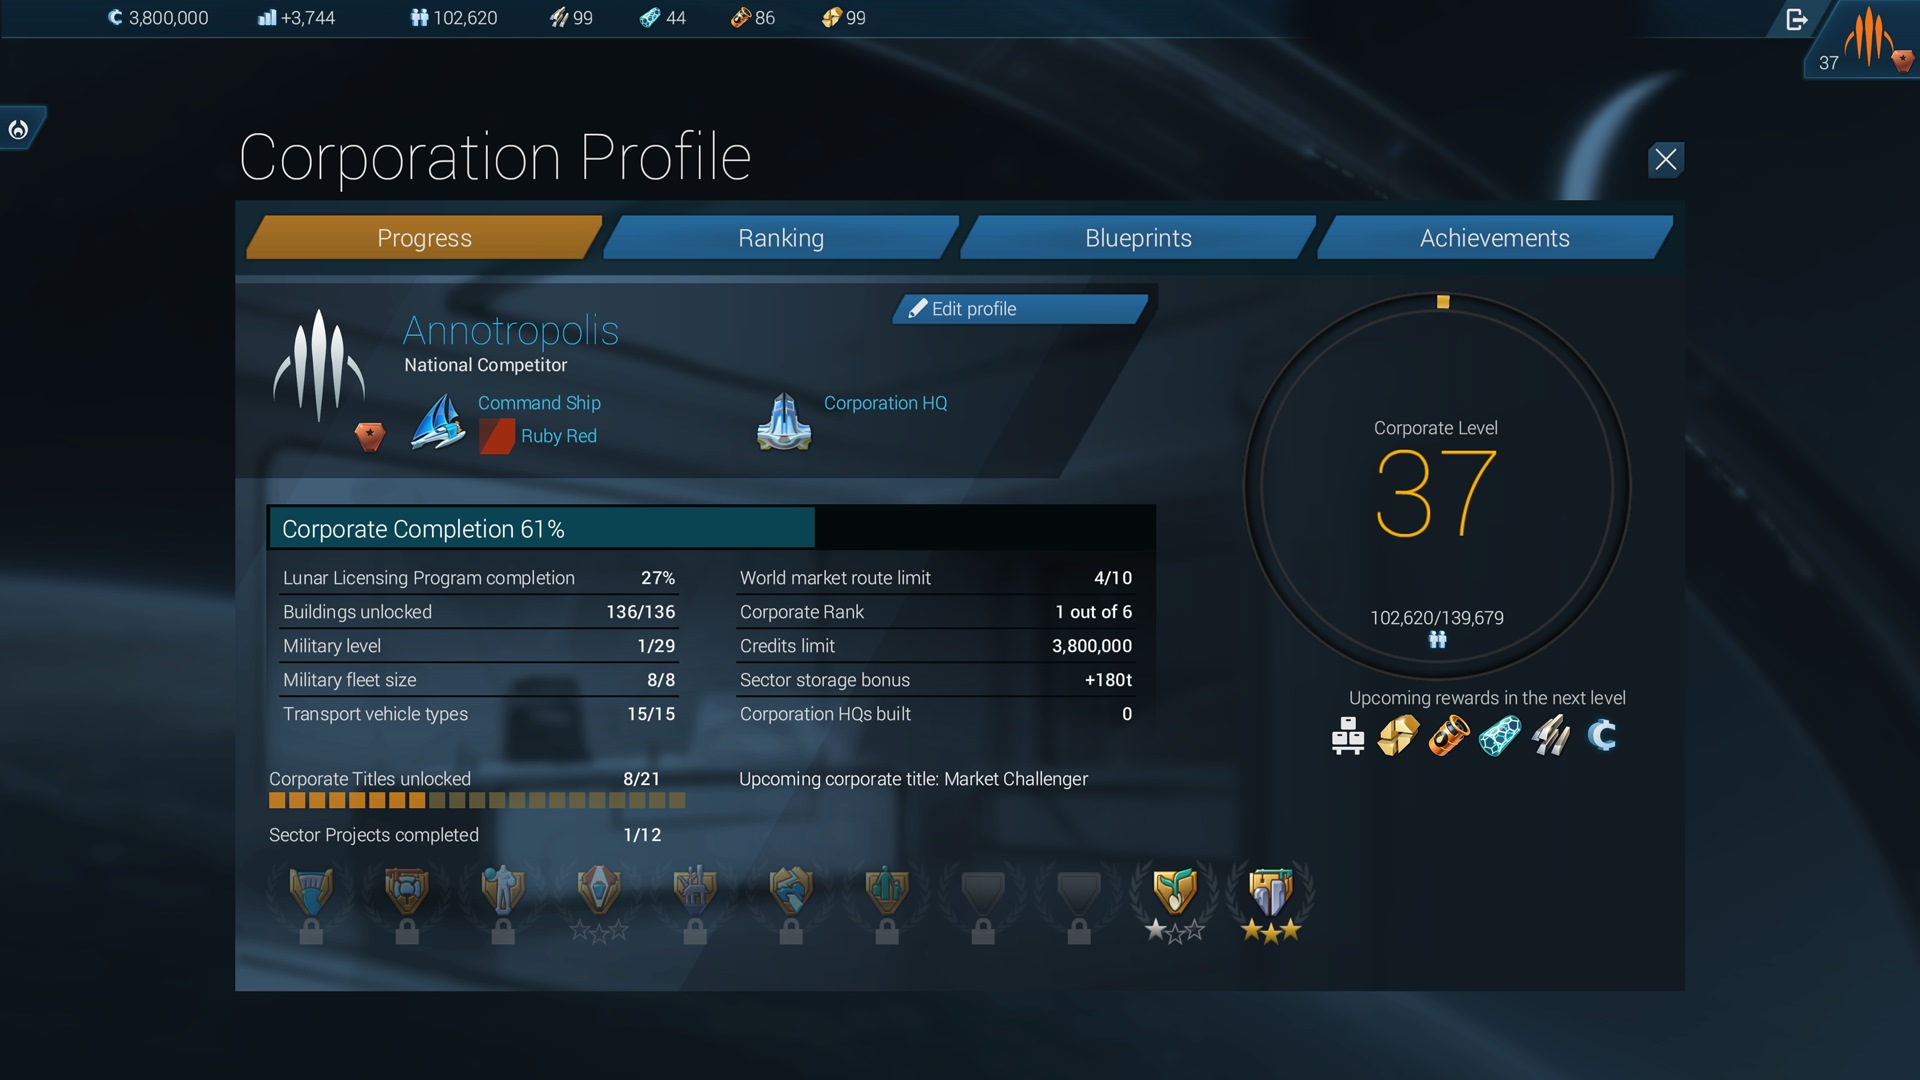 3,800,000 +3,744 102,620 99 44 86 99
37
Corporation Profile
Progress Ranking Blueprints Achievements
Annotropolis
National Competitor
Edit profile
Command Ship
Ruby Red
Corporation HQ
Corporate Level
37
102,620/139,679
Upcoming rewards in the next level
Corporate Completion 61%
Lunar Licensing Program completion 27%
Buildings unlocked 136/136
Military level 1/29
Military fleet size 8/8
Transport vehicle types 15/15
World market route limit 4/10
Corporate Rank 1 out of 6
Credits limit 3,800,000
Sector storage bonus +180t
Corporation HQs built 0
Corporate Titles unlocked 8/21
Upcoming corporate title: Market Challenger
Sector Projects completed 1/12